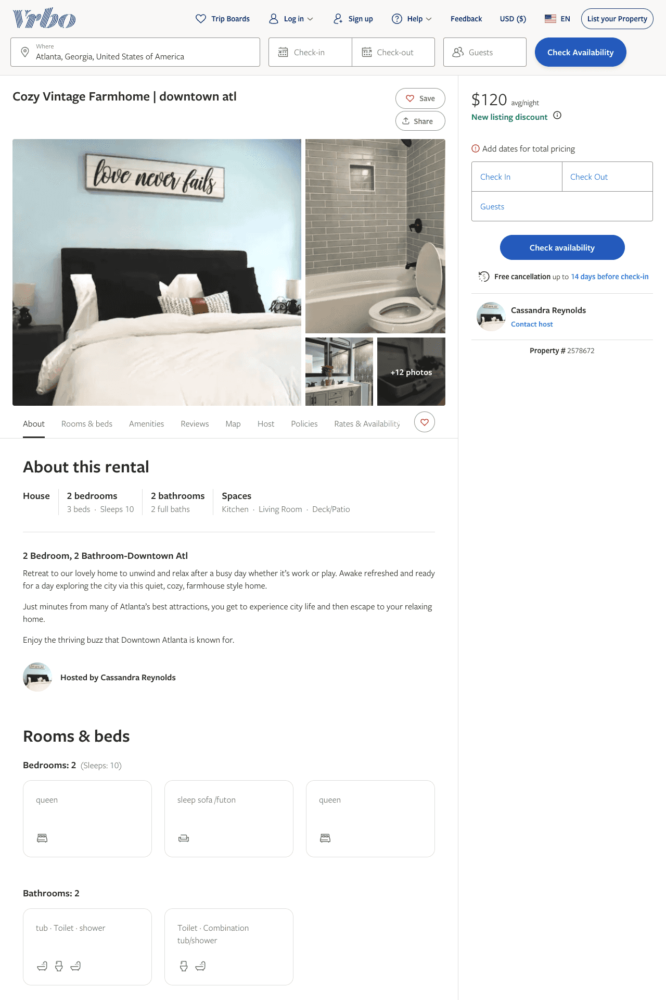 Vrbo
Trip Boards
Log in
Sign up
Help
Feedback
USD ($)
EN
List your Property
Where
Atlanta, Georgia, United States of America
Check-in
Check-out
Guests
Check Availability
Cozy Vintage Farmhome | downtown atl
Save
Share
love never fails
+12 photos
$120 avg/night
New listing discount
Add dates for total pricing
Check In
Check Out
Guests
Check availability
Free cancellation up to 14 days before check-in
Cassandra Reynolds
Contact host
Property # 2578672
About
Rooms & beds
Amenities
Reviews
Map
Host
Policies
Rates & Availability
About this rental
House
2 bedrooms
3 beds · Sleeps 10
2 bathrooms
2 full baths
Spaces
Kitchen · Living Room · Deck/Patio
2 Bedroom, 2 Bathroom-Downtown Atl
Retreat to our lovely home to unwind and relax after a busy day whether it’s work or play. Awake refreshed and ready
for a day exploring the city via this quiet, cozy, farmhouse style home.
Just minutes from many of Atlanta’s best attractions, you get to experience city life and then escape to your relaxing
home.
Enjoy the thriving buzz that Downtown Atlanta is known for.
Hosted by Cassandra Reynolds
Rooms & beds
Bedrooms: 2 (Sleeps: 10)
queen
sleep sofa /futon
queen
Bathrooms: 2
tub · Toilet · shower
Toilet · Combination
tub/shower